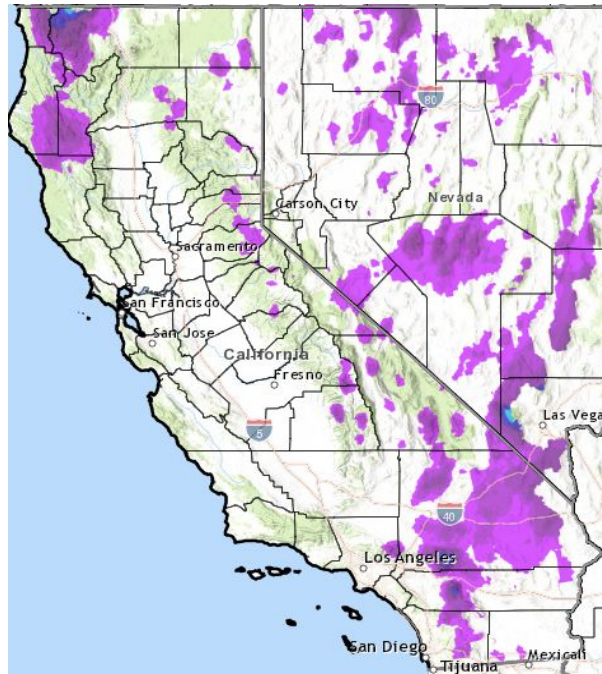 80
Carson City
Nevada
Sacramento
San Francisco
San Jose
California
Fresno
5
Las Vega
40
Los Angeles
San Diego
Tijuana
Mexicali